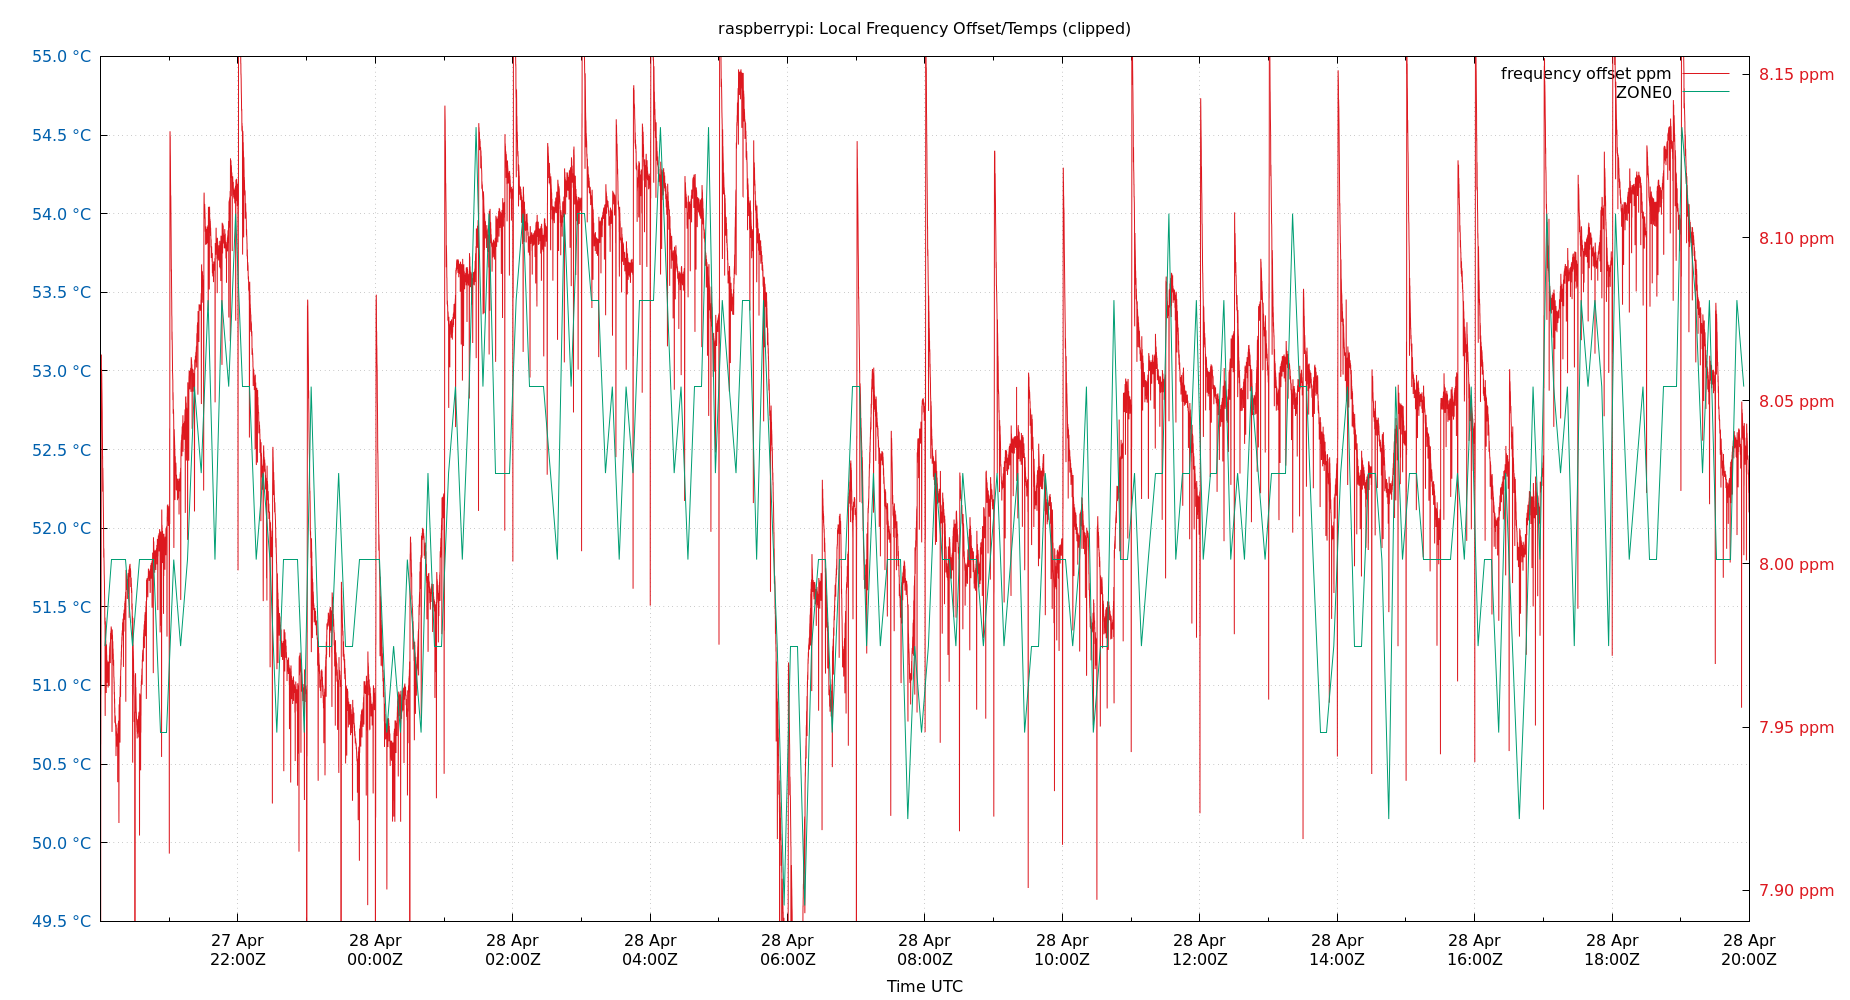 raspberrypi: Local Frequency Offset/Temps (clipped)
55.0 °C
54.5 °C
54.0 °C
53.5 °C
53.0 °C
52.5 °C
52.0 °C
51.5 °C
51.0 °C
50.5 °C
50.0 °C
49.5 °C
frequency offset ppm
ZONE0
8.15 ppm
8.10 ppm
8.05 ppm
8.00 ppm
7.95 ppm
7.90 ppm
27 Apr 28 Apr 28 Apr 28 Apr 28 Apr 28 Apr 28 Apr 28 Apr 28 Apr 28 Apr 28 Apr 28 Apr
22:00Z 00:00Z 02:00Z 04:00Z 06:00Z 08:00Z 10:00Z 12:00Z 14:00Z 16:00Z 18:00Z 20:00Z
Time UTC